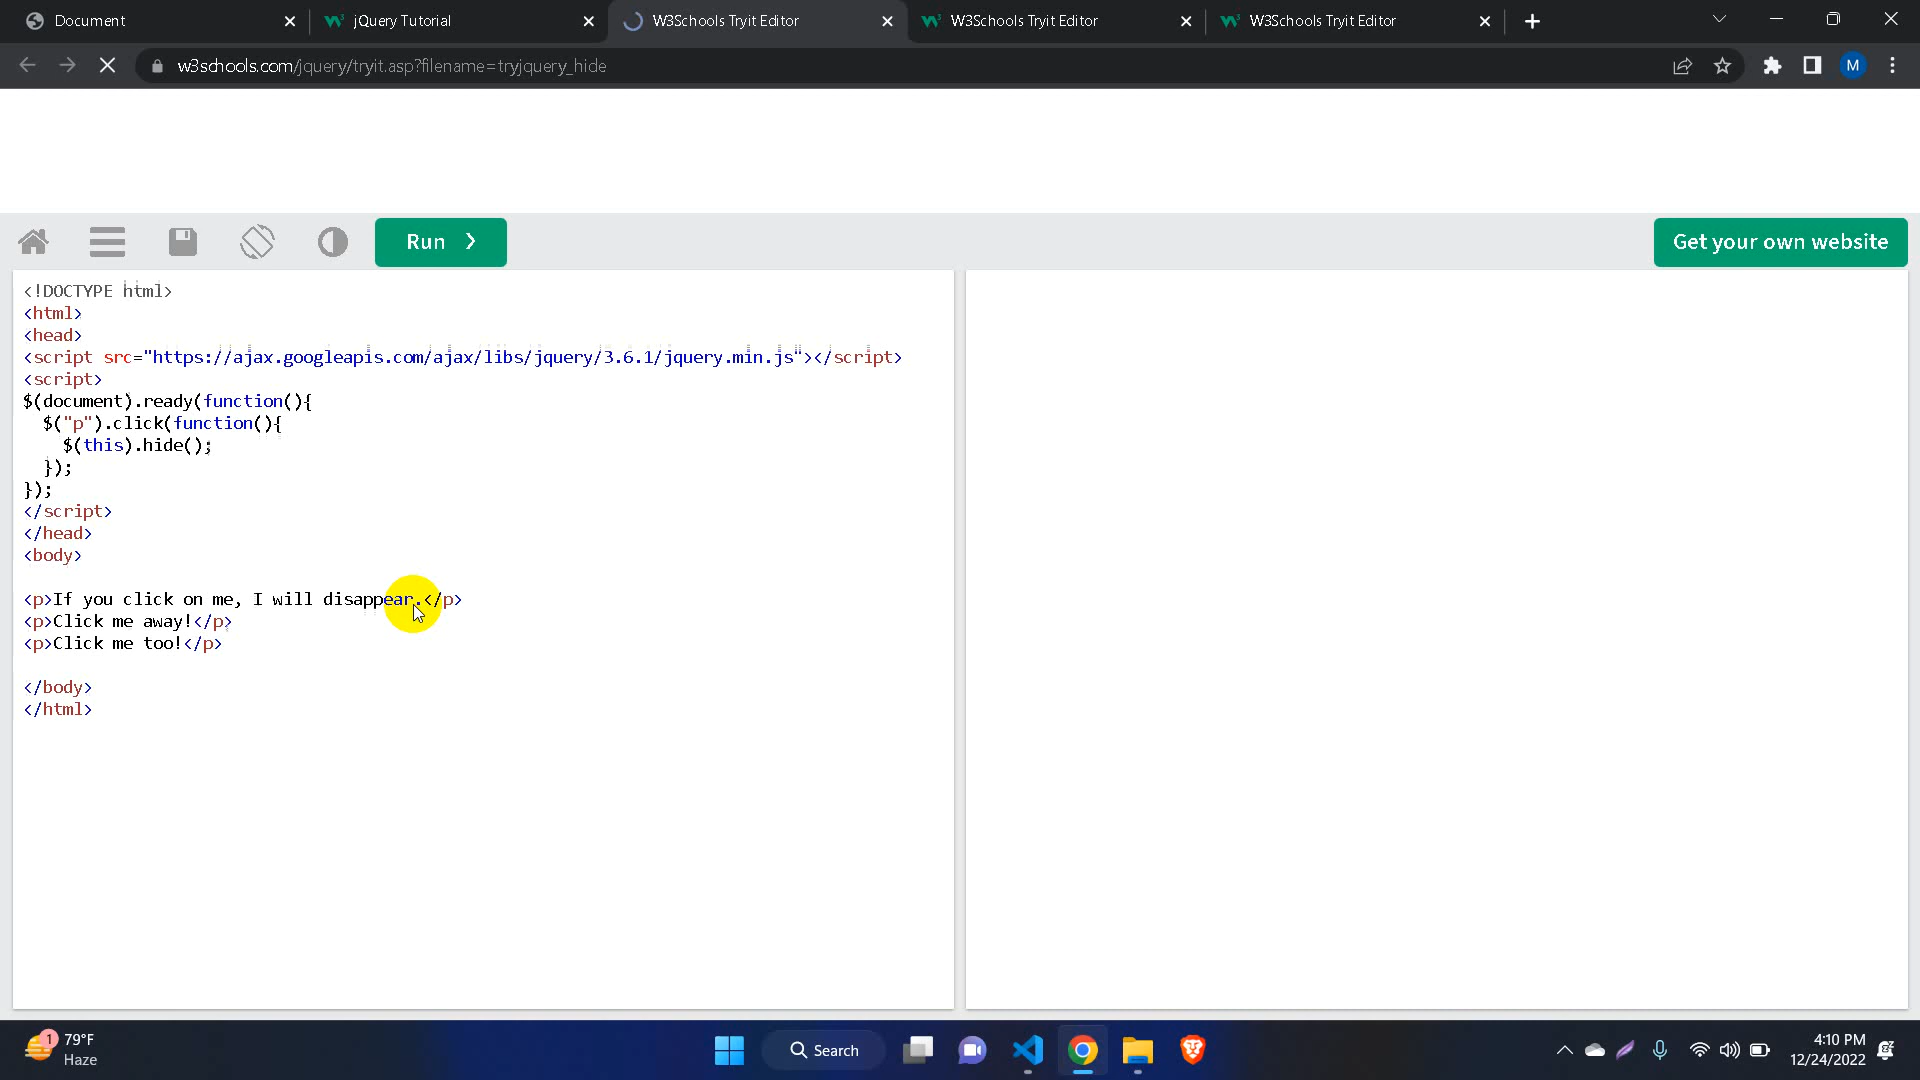 Document
jQuery Tutorial
W3Schools Tryit Editor
W3Schools Tryit Editor
W3Schools Tryit Editor
w3schools.com/jquery/tryit.asp?filename=tryjquery_hide
M
Run
Get your own website
<!DOCTYPE html>
<html>
<head>
<script src="https://ajax.googleapis.com/ajax/libs/jquery/3.6.1/jquery.min.js"></script>
<script>
$(document).ready(function(){
  $("p").click(function(){
    $(this).hide();
  });
});
</script>
</head>
<body>
<p>If you click on me, I will disappear.</p>
<p>Click me away!</p>
<p>Click me too!</p>
</body>
</html>
1
79°F
Haze
Search
4:10 PM
12/24/2022